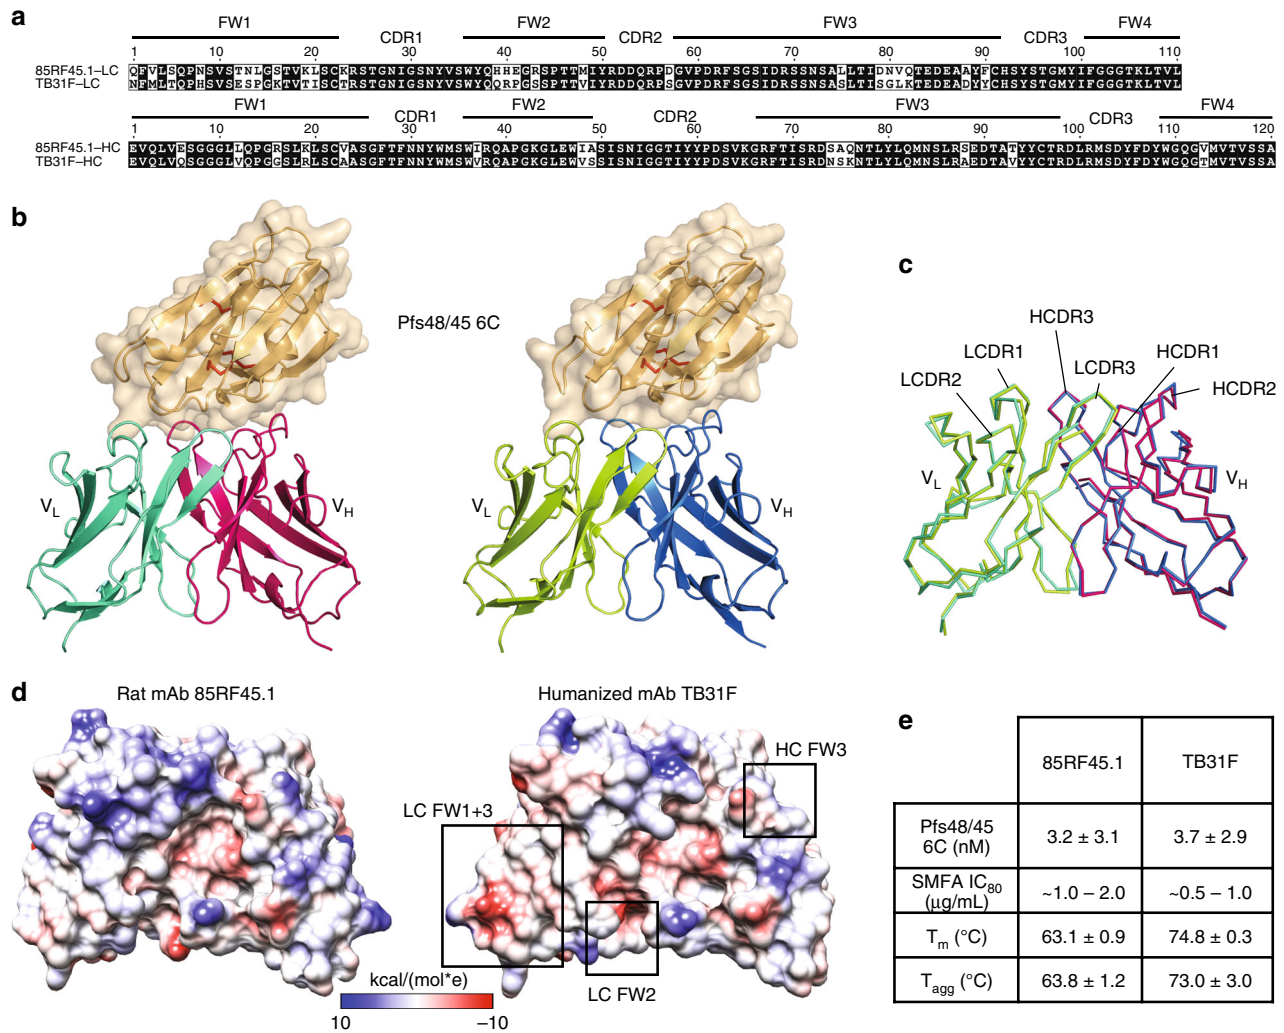 a
FW1 FW2 FW3 FW4
CDR1 CDR2 CDR3
1 10 20 30 40 50 60 70 80 90 100 110
85RF45.1–LC QFVLSQPNSVSTNLGSTVKLSCKRSTGNIGSNYVSWYQHHEGRSPTTMIYRDDQRPDGVPDRFSGSIDRSSNSALLTIDNVQTEDEAAYFCHSYSTGMYIFGGGTKLTVL
TB31F–LC NFMLTQPHSVSESPGKTVTISCKRSTGNIGSNYVSWYQQRPGSSPTTVIYRDDQRPSGVPDRFSGSIDRSSNSASLTISGLKTEDEADYYCHSYSTGMYIFGGGTKLTVL
FW1 FW2 FW3 FW4
CDR1 CDR2 CDR3
1 10 20 30 40 50 60 70 80 90 100 110 120
85RF45.1–HC EVQLVESGGGLLQPGRSLKLSCVASGFTFNNYWMSWIRQAPGKGLEWIASISNIGGTIYYPDSVKGRFTISRDSAQNTLYLQMNSLRSEDTATYYCTRDLRMSDYFDYWGQGVMVTVSSA
TB31F–HC EVQLVQSGGGLVQPGGSLRLSCAASGFTFNNYWMSWVRQAPGKGLEWVSSISNIGGTIYYPDSVKGRFTISRDNSKNTLYLQMNSLRAEDTAVYYCTRDLRMSDYFDYWGQGTMVTVSSA
b
Pfs48/45 6C
VL VH
VL VH
c
HCDR3
LCDR1
LCDR3
HCDR1
LCDR2
HCDR2
VL VH
d
Rat mAb 85RF45.1
Humanized mAb TB31F
HC FW3
LC FW1+3
LC FW2
kcal/(mol*e)
10 –10
e
85RF45.1 TB31F
Pfs48/45 6C (nM) 3.2 ± 3.1 3.7 ± 2.9
SMFA IC80 (μg/mL) ~1.0 – 2.0 ~0.5 – 1.0
Tm (°C) 63.1 ± 0.9 74.8 ± 0.3
Tagg (°C) 63.8 ± 1.2 73.0 ± 3.0